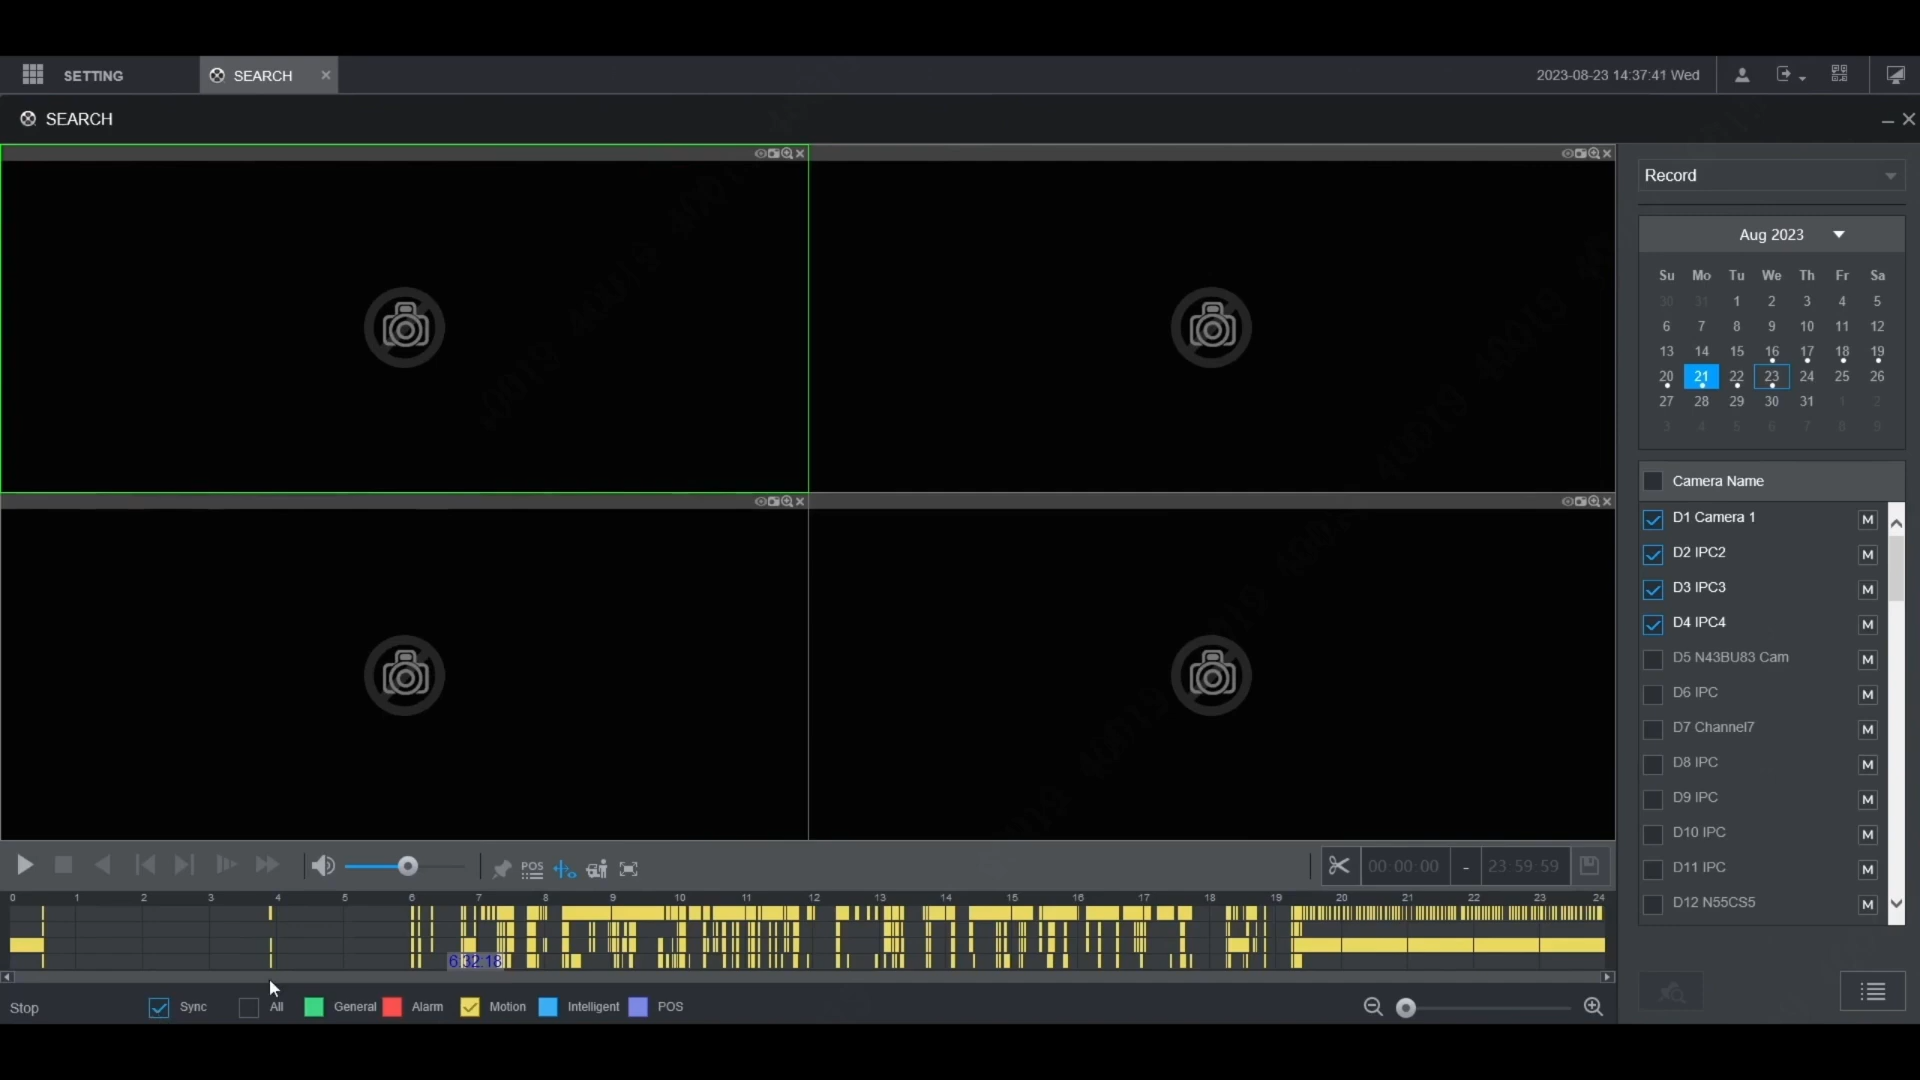 SETTING
SEARCH
2023-08-23 14:37:41 Wed
SEARCH
Record
Aug 2023
Su Mo Tu We Th Fr Sa
30 31 1 2 3 4 5
6 7 8 9 10 11 12
13 14 15 16 17 18 19
20 21 22 23 24 25 26
27 28 29 30 31 1 2
3 4 5 6 7 8 9
Camera Name
D1 Camera 1 M
D2 IPC2 M
D3 IPC3 M
D4 IPC4 M
D5 N43BU83 Cam M
D6 IPC M
D7 Channel7 M
D8 IPC M
D9 IPC M
D10 IPC M
D11 IPC M
D12 N55CS5 M
POS
00:00:00 - 23:59:59
0 1 2 3 4 5 6 7 8 9 10 11 12 13 14 15 16 17 18 19 20 21 22 23 24
6:02:18
Stop
Sync All General Alarm Motion Intelligent POS